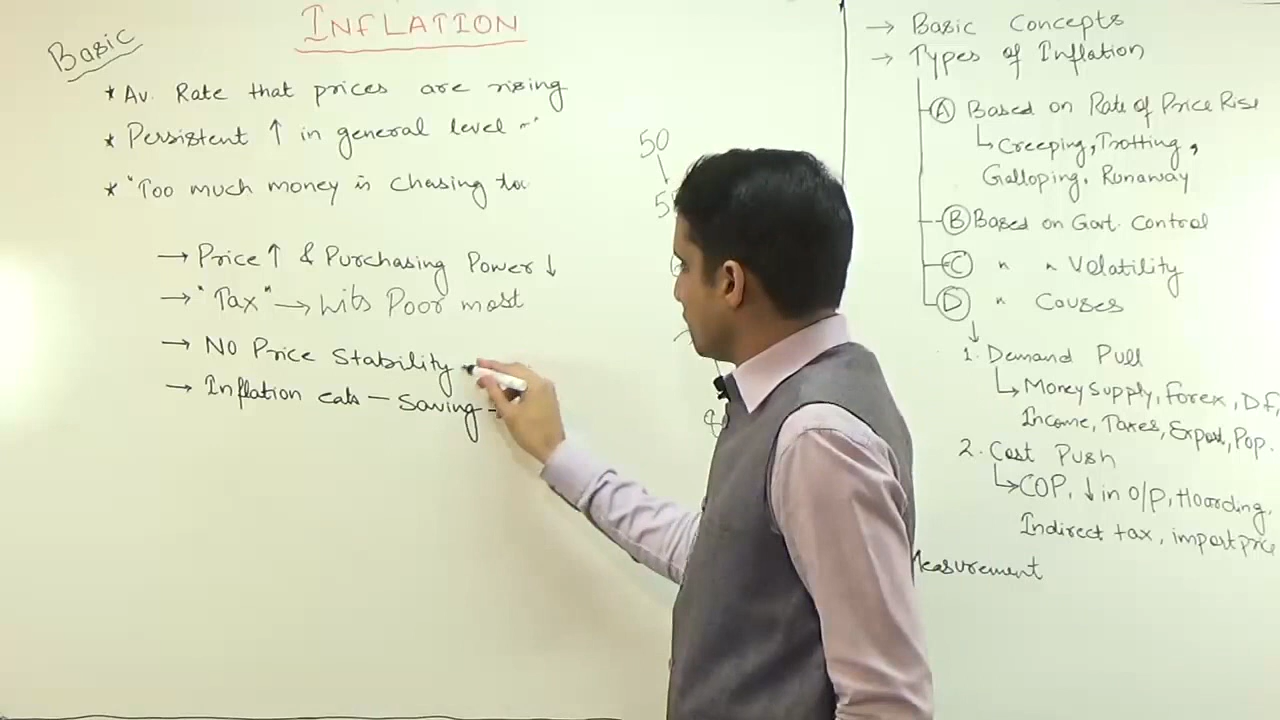 INFLATION
Basic
* Av. Rate that prices are rising
* Persistent ↑ in general level ~"
* "Too much money is chasing too
→ Price ↑ & Purchasing Power ↓
→ "Tax" → hits Poor most
→ No Price Stability
→ Inflation eats — Saving -
50
→ Basic Concepts
→ Types of Inflation
(A) Based on Rate of Price Rise
↳ Creeping, Trotting,
Galloping, Runaway
(B) Based on Govt. Control
(C) " " Volatility
(D) " Causes
1. Demand Pull
↳ Money supply, Forex, D.F,
Income, Taxes, Export, Pop.
2. Cost Push
↳ COP, ↓ in O/P, Hoarding,
Indirect tax, import price
Measurement